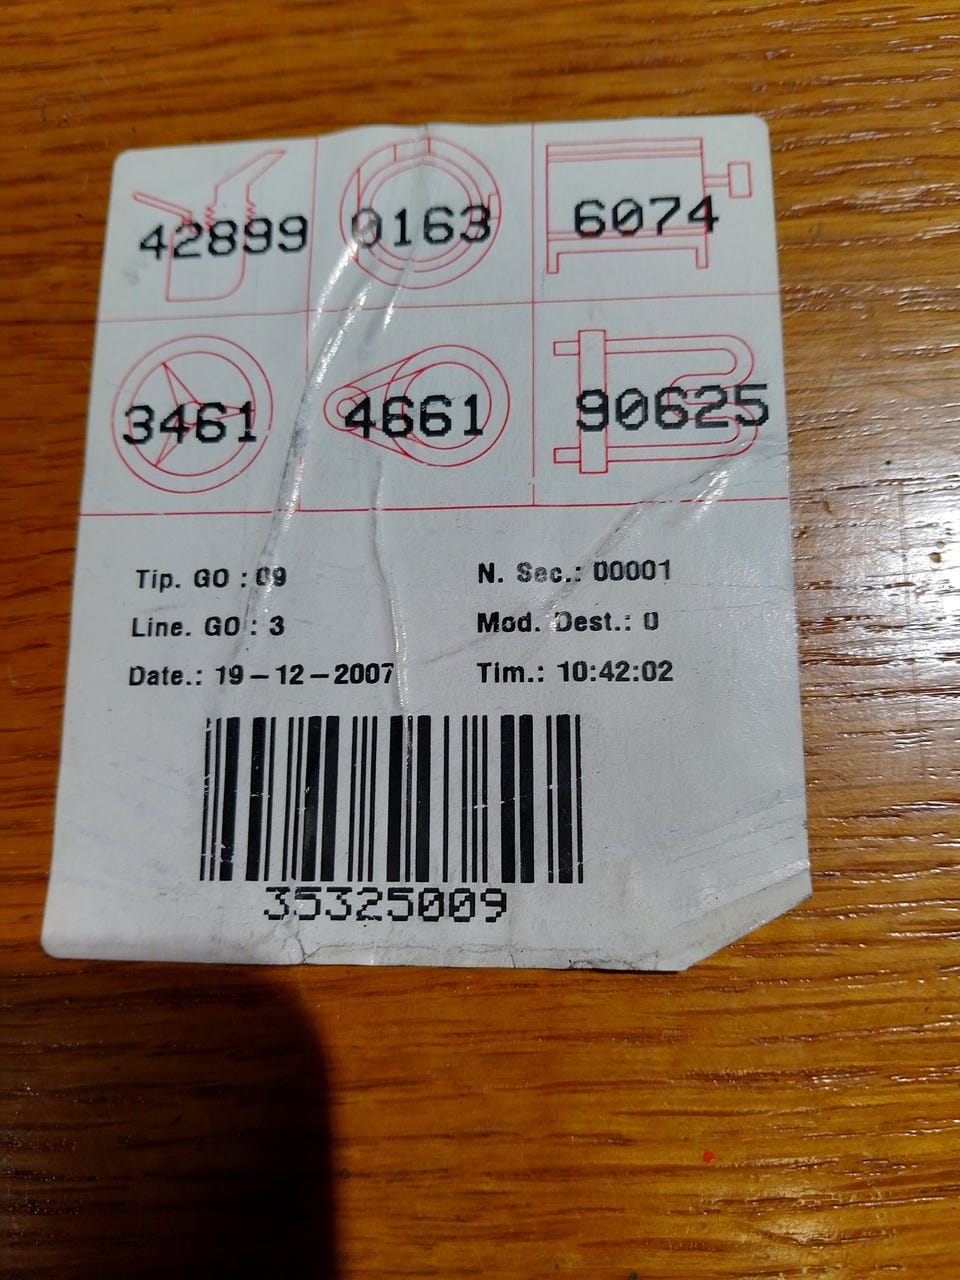 42899 0163 6074
3461 4661 90625
Tip. GO : 09 N. Sec.: 00001
Line. GO : 3 Mod. Dest.: 0
Date.: 19-12-2007 Tim.: 10:42:02
35325009